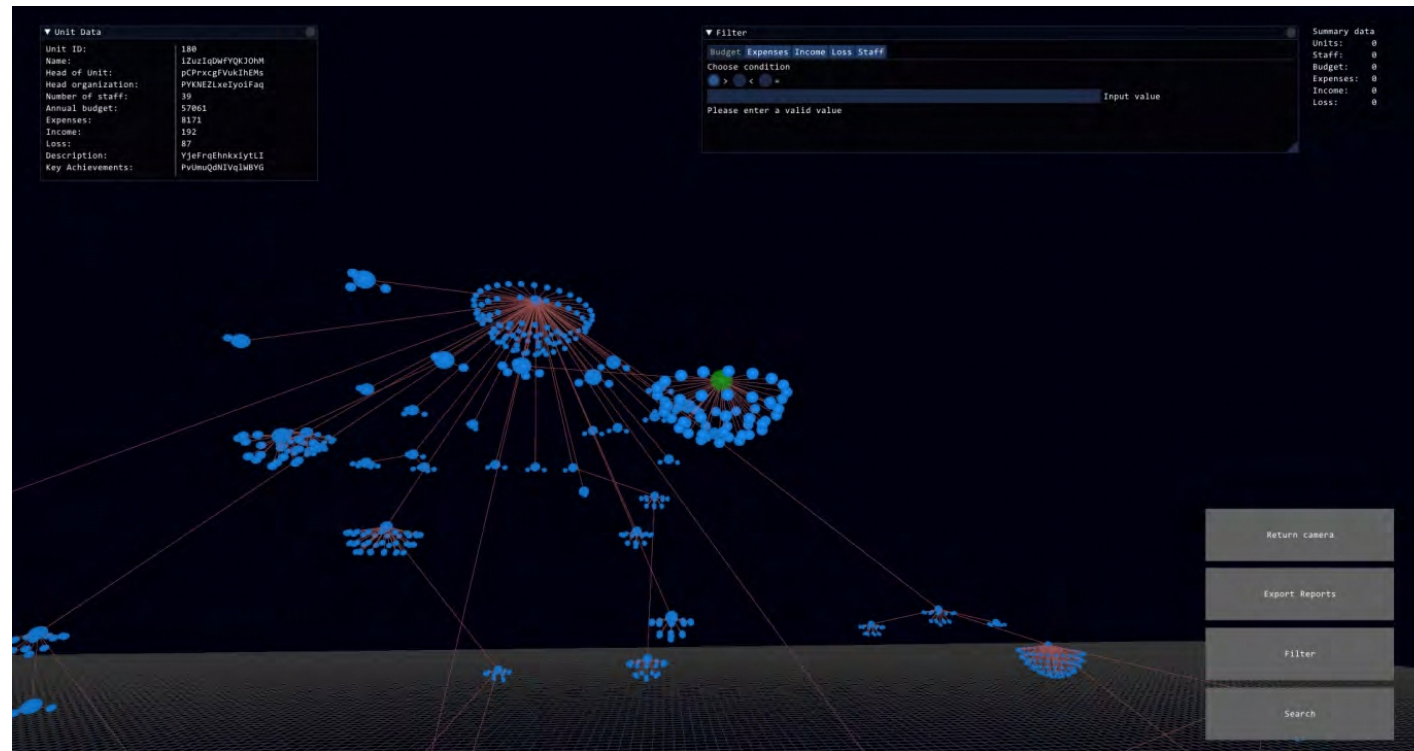 ▼ Unit Data
Unit ID: 180
Name: iZuzIqDWfYQKJOhM
Head of Unit: pCPrxcgFVukIhEMs
Head organization: PYKNEZLxeIyoiFaq
Number of staff: 39
Annual budget: 57061
Expenses: 8171
Income: 192
Loss: 87
Description: YjeFrqEhnkxiytLI
Key Achievements: PvUmuQdNIVqlWBYG
▼ Filter
Budget Expenses Income Loss Staff
Choose condition
> < =
Input value
Please enter a valid value
Summary data
Units: 0
Staff: 0
Budget: 0
Expenses: 0
Income: 0
Loss: 0
Return camera
Export Reports
Filter
Search